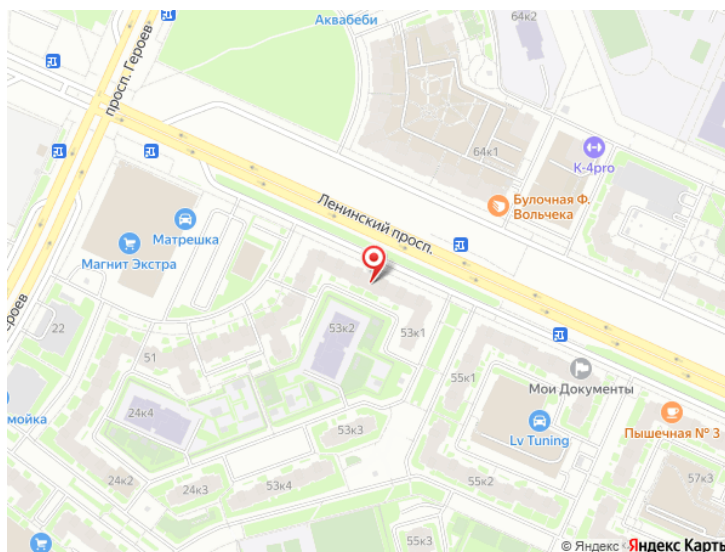 Аквабеби
64к2
просп. Героев
64к1
К-4pro
Булочная Ф.
Вольчека
Ленинский просп.
Матрешка
Магнит Экстра
ероев
22
53к2
53к1
51
55к1
Мои Документы
мойка
24к4
Lv Tuning
Пышечная № 3
53к3
24к2
24к3
53к4
55к2
57к3
55к3
© Яндекс Яндекс Карты